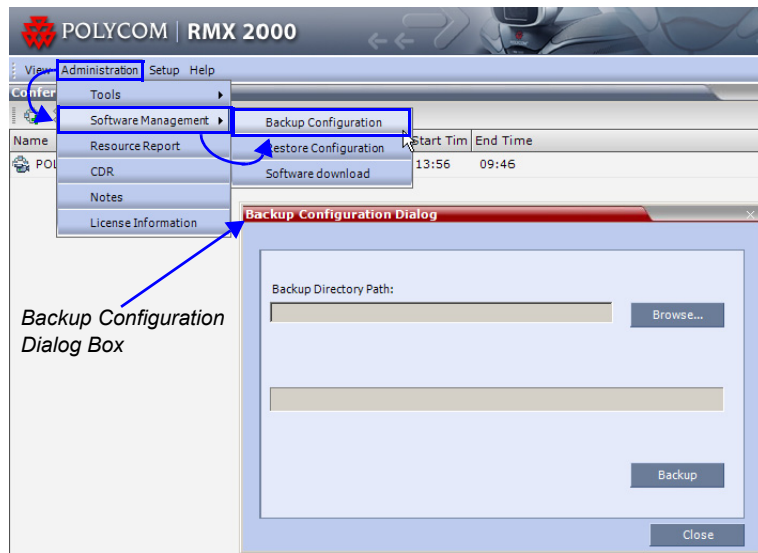 POLYCOM | RMX 2000
View Administration Setup Help
Confer
Tools
Software Management
Resource Report
CDR
Notes
License Information
Backup Configuration
Restore Configuration
Software download
Name Start Tim End Time
POL 13:56 09:46
Backup Configuration Dialog
Backup Directory Path:
Browse...
Backup Configuration
Dialog Box
Backup
Close